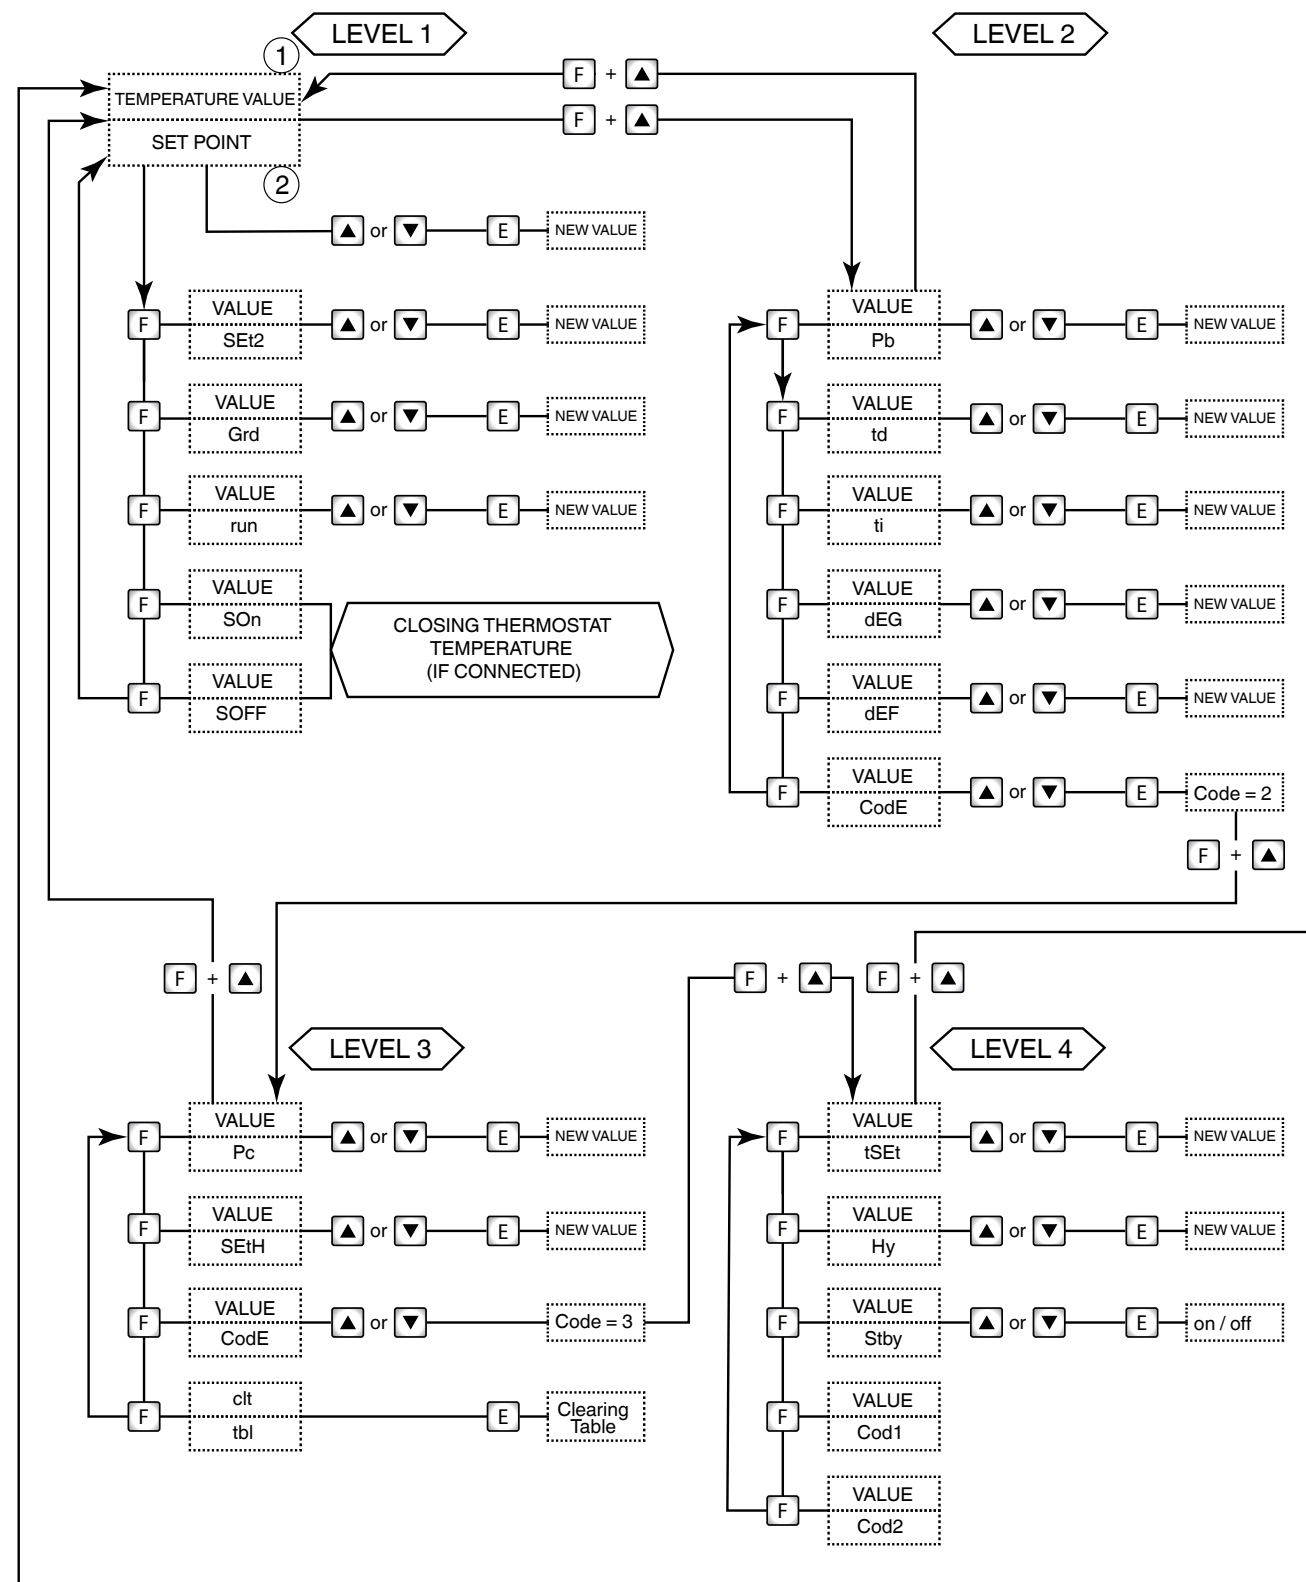 LEVEL 1
LEVEL 2
1
TEMPERATURE VALUE
F + ▲
F + ▲
SET POINT
2
▲ or ▼ E NEW VALUE
F VALUE SEt2 ▲ or ▼ E NEW VALUE
F VALUE Grd ▲ or ▼ E NEW VALUE
F VALUE run ▲ or ▼ E NEW VALUE
F VALUE SOn
F VALUE SOFF
CLOSING THERMOSTAT
TEMPERATURE
(IF CONNECTED)
F VALUE Pb ▲ or ▼ E NEW VALUE
F VALUE td ▲ or ▼ E NEW VALUE
F VALUE ti ▲ or ▼ E NEW VALUE
F VALUE dEG ▲ or ▼ E NEW VALUE
F VALUE dEF ▲ or ▼ E NEW VALUE
F VALUE CodE ▲ or ▼ E Code = 2
F + ▲
F + ▲
LEVEL 3
F VALUE Pc ▲ or ▼ E NEW VALUE
F VALUE SEtH ▲ or ▼ E NEW VALUE
F VALUE CodE ▲ or ▼ Code = 3
F clt tbl E Clearing Table
F + ▲
F + ▲
LEVEL 4
F VALUE tSEt ▲ or ▼ E NEW VALUE
F VALUE Hy ▲ or ▼ E NEW VALUE
F VALUE Stby ▲ or ▼ E on / off
F VALUE Cod1
F VALUE Cod2